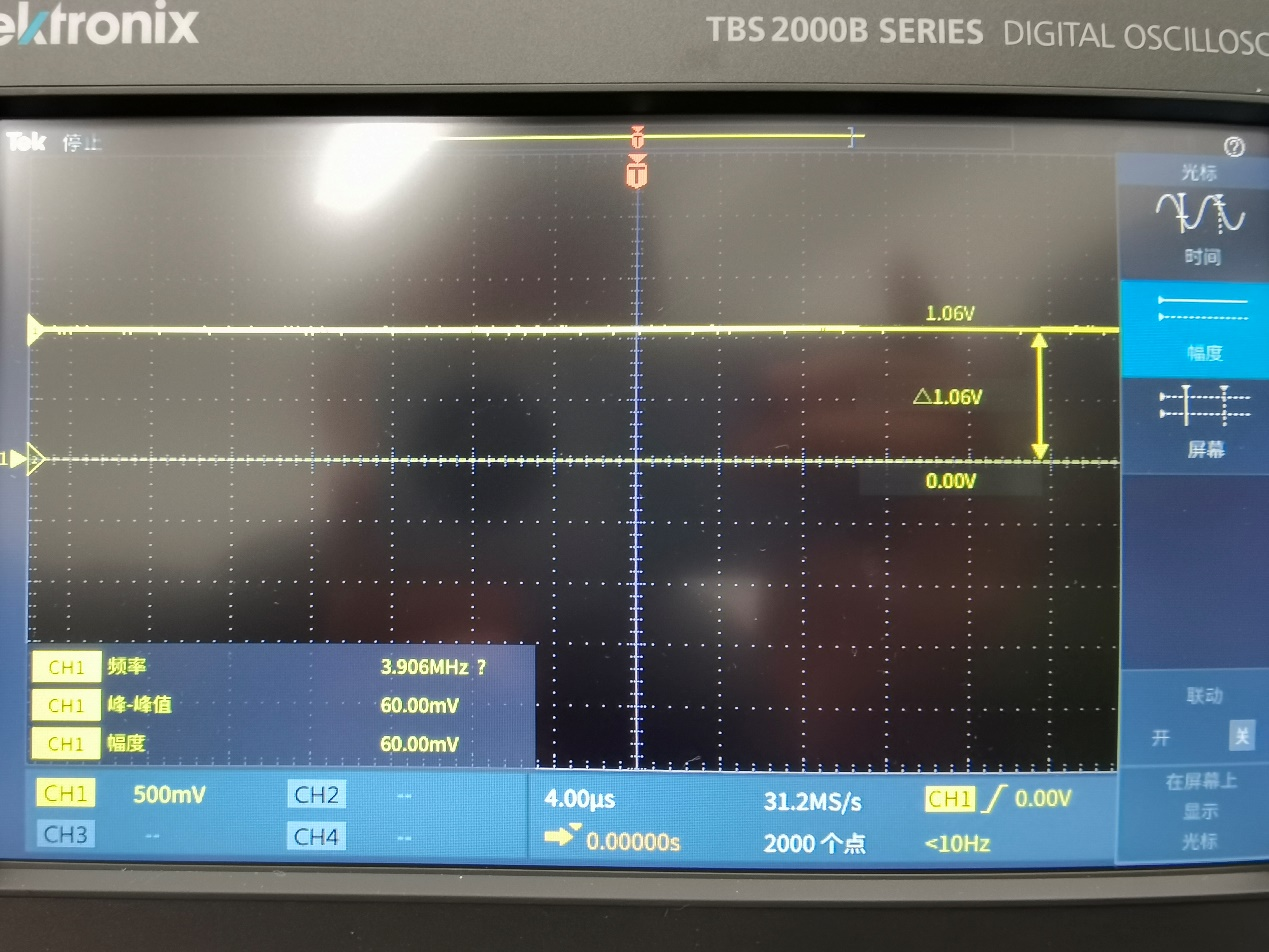 ektronix
TBS 2000B SERIES DIGITAL OSCILLOSC
Tek 停止
T
T
光标
时间
1.06V
幅度
△1.06V
屏幕
1
2
0.00V
CH1 频率 3.906MHz ?
CH1 峰-峰值 60.00mV
CH1 幅度 60.00mV
联动
开 关
CH1 500mV CH2 -- 4.00μs 31.2MS/s CH1 0.00V
CH3 -- CH4 -- 0.00000s 2000 个点 <10Hz
在屏幕上
显示
光标